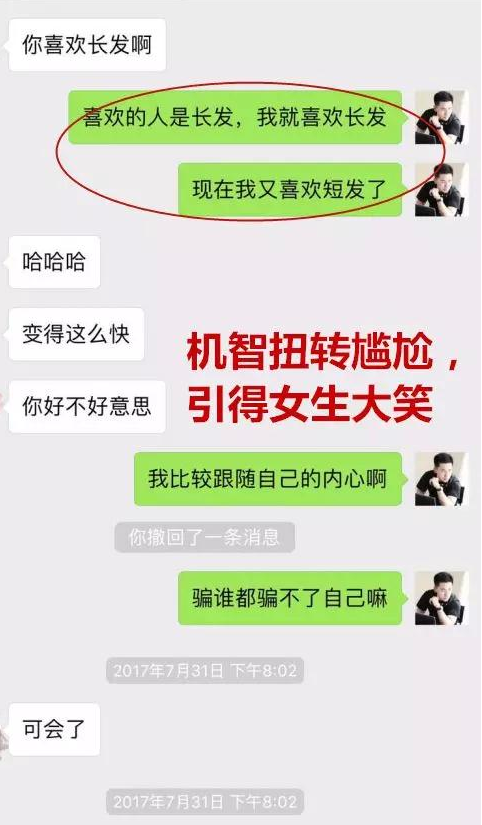 你喜欢长发啊
喜欢的人是长发，我就喜欢长发
现在我又喜欢短发了
哈哈哈
变得这么快
机智扭转尴尬，
引得女生大笑
你好不好意思
我比较跟随自己的内心啊
你撤回了一条消息
骗谁都骗不了自己嘛
2017年7月31日 下午8:02
可会了
2017年7月31日 下午8:02